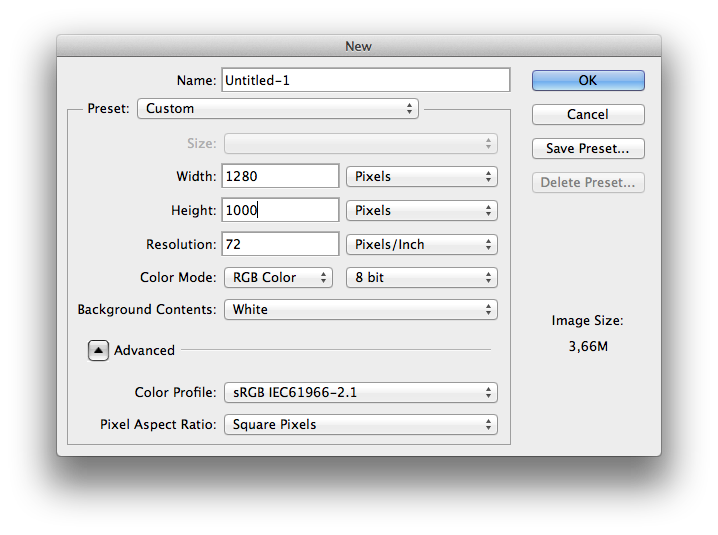 New
Name: Untitled-1
OK
Preset: Custom
Cancel
Size:
Save Preset...
Width: 1280 Pixels
Delete Preset...
Height: 1000 Pixels
Resolution: 72 Pixels/Inch
Color Mode: RGB Color 8 bit
Background Contents: White
Image Size:
3,66M
Advanced
Color Profile: sRGB IEC61966-2.1
Pixel Aspect Ratio: Square Pixels